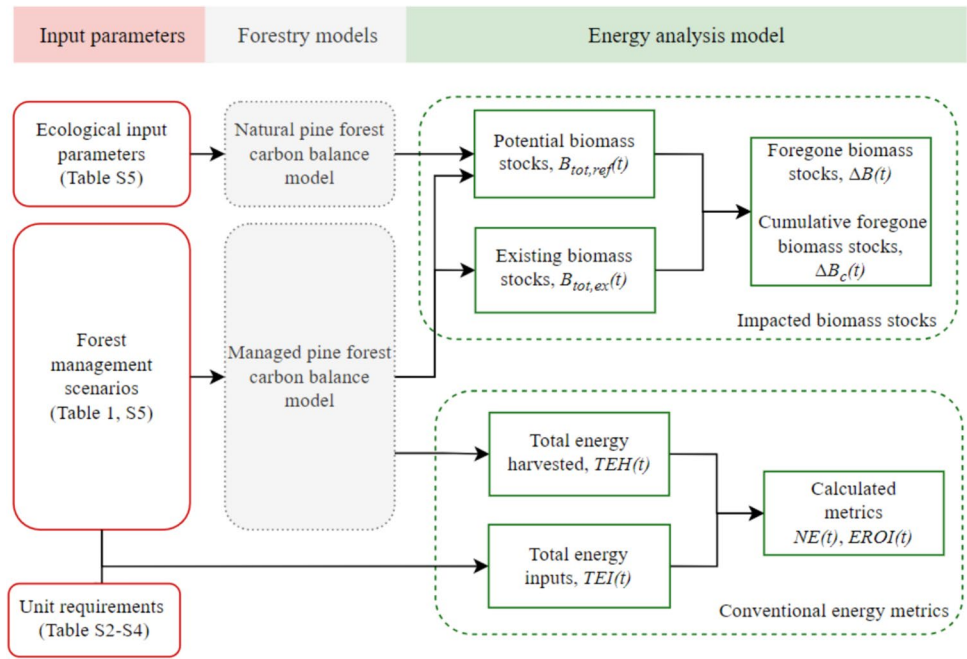 Input parameters
Forestry models
Energy analysis model
Ecological input
parameters
(Table S5)
Natural pine forest
carbon balance
model
Potential biomass
stocks, B_tot,ref(t)
Foregone biomass
stocks, ΔB(t)
Cumulative foregone
biomass stocks,
ΔB_c(t)
Existing biomass
stocks, B_tot,ex(t)
Impacted biomass stocks
Forest
management
scenarios
(Table 1, S5)
Managed pine forest
carbon balance
model
Total energy
harvested, TEH(t)
Calculated
metrics
NE(t), EROI(t)
Total energy
inputs, TEI(t)
Conventional energy metrics
Unit requirements
(Table S2-S4)